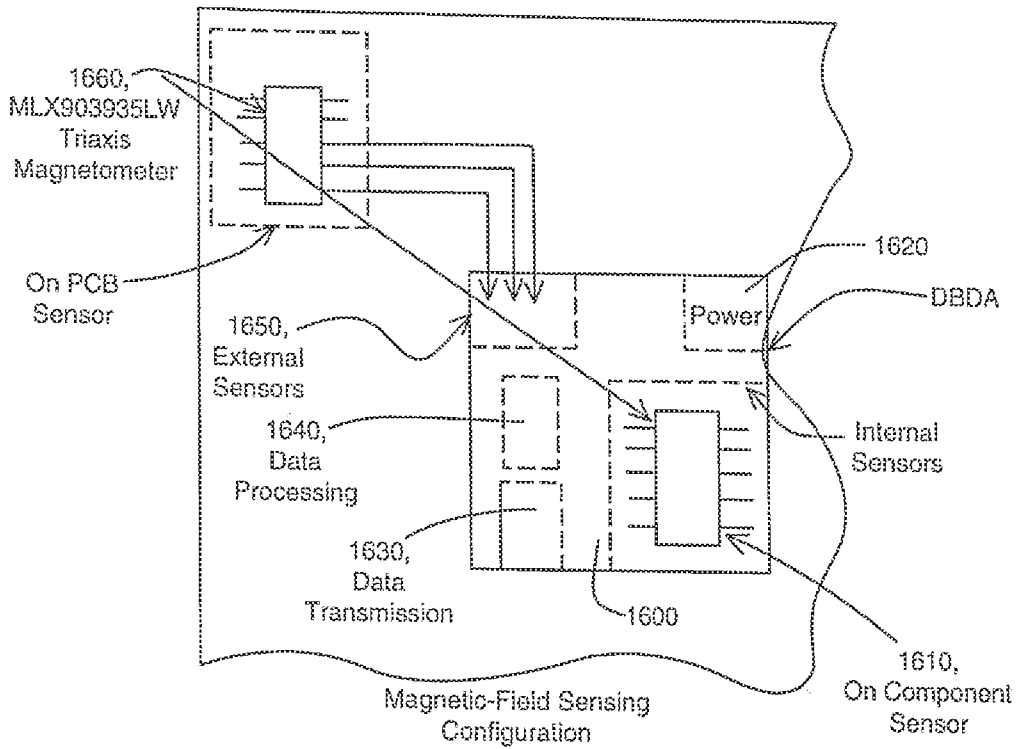 1660,
MLX903935LW
Triaxis
Magnetometer
On PCB
Sensor
1650,
External
Sensors
1640,
Data
Processing
1630,
Data
Transmission
1620
Power
DBDA
Internal
Sensors
1600
1610,
On Component
Sensor
Magnetic-Field Sensing
Configuration